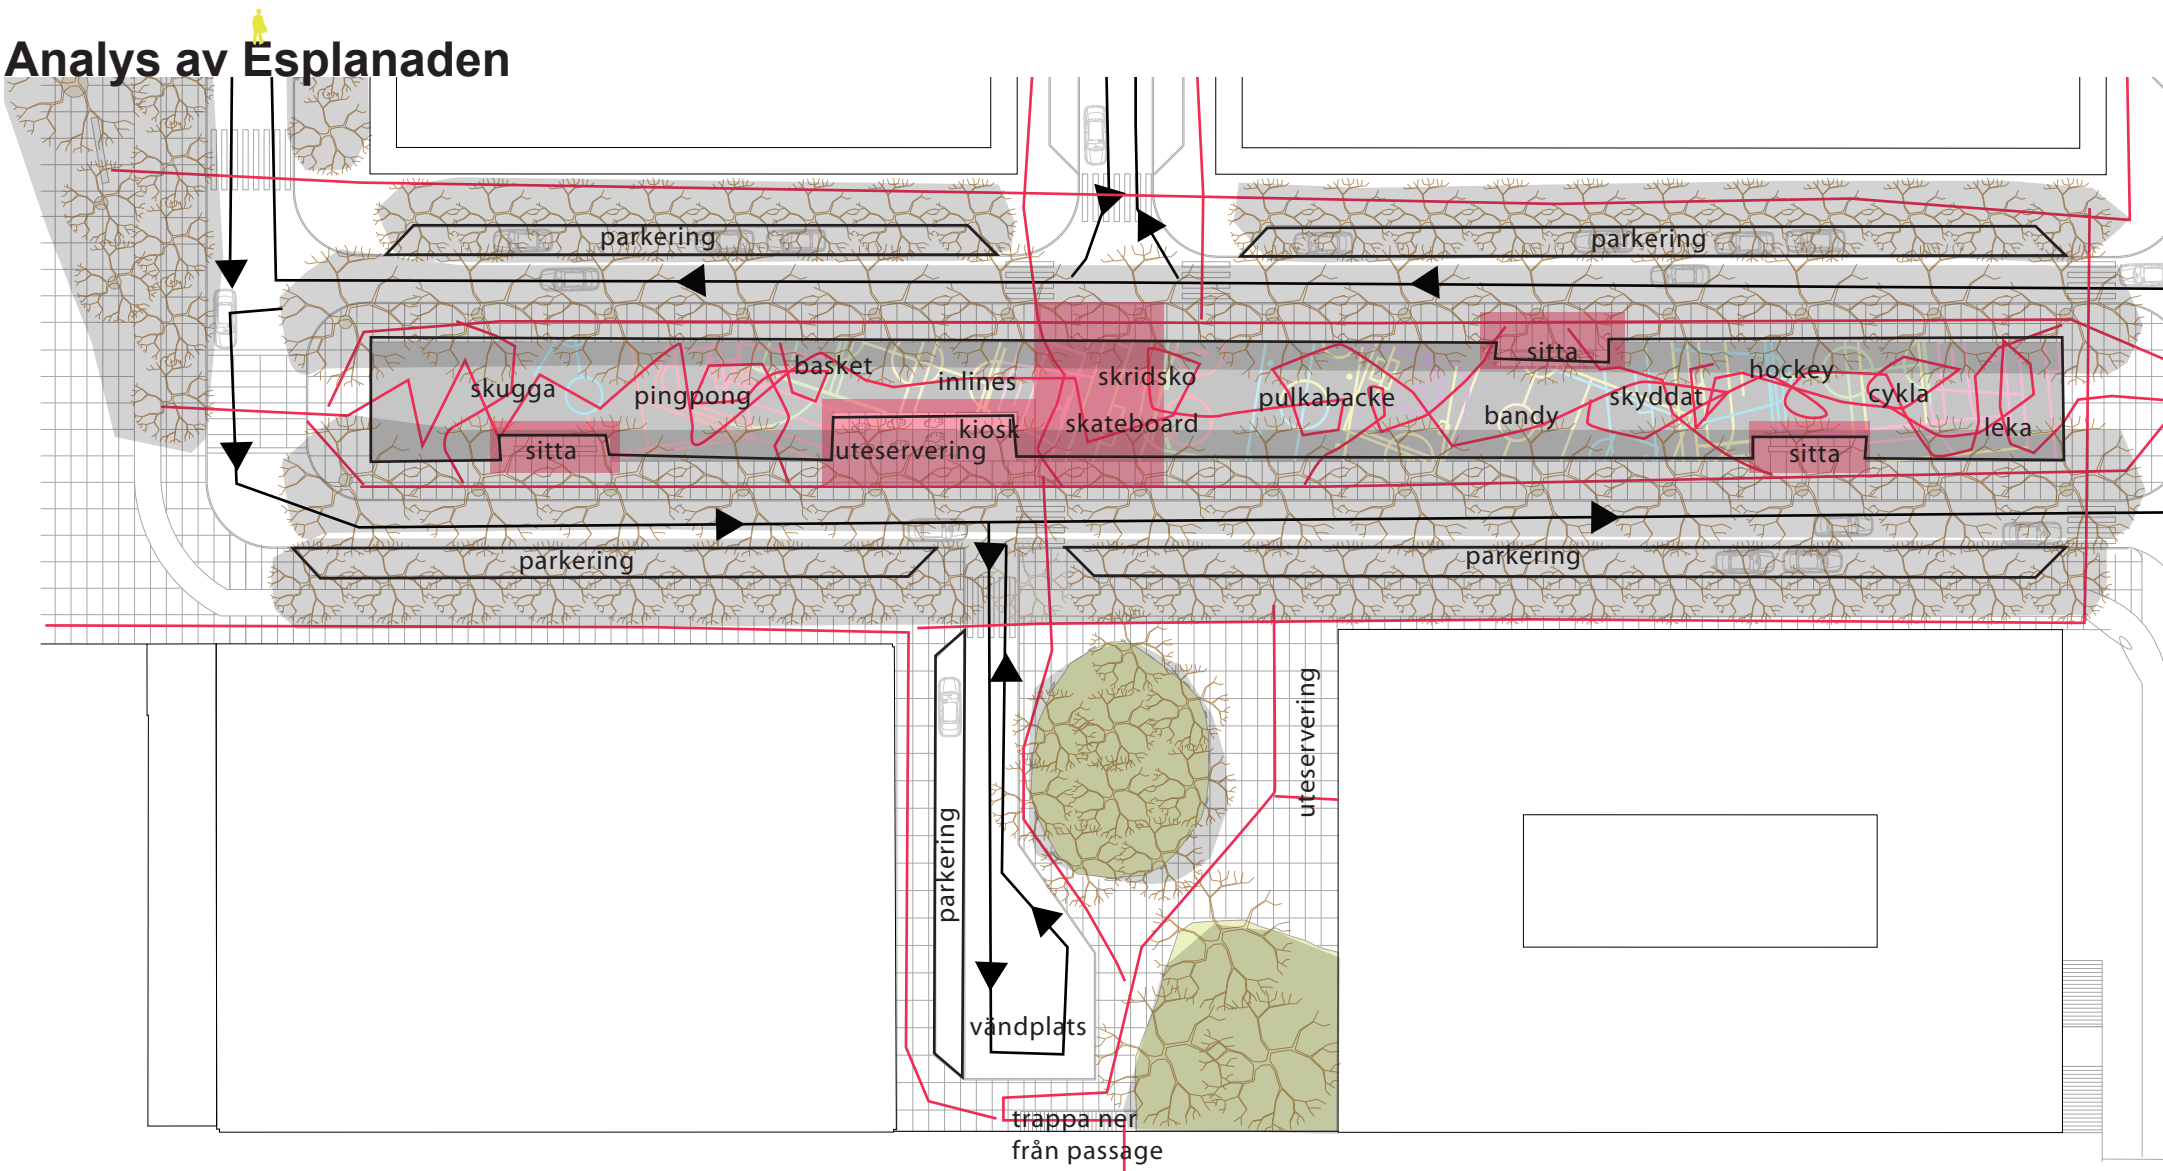 Analys av Esplanaden
parkering
parkering
sitta
basket
hockey
skridsko
inlines
skugga
pingpong
pulkabacke
skyddat
cykla
bandy
skateboard
kiosk
leka
sitta
uteservering
sitta
parkering
parkering
uteservering
parkering
vändplats
trappa ner
från passage